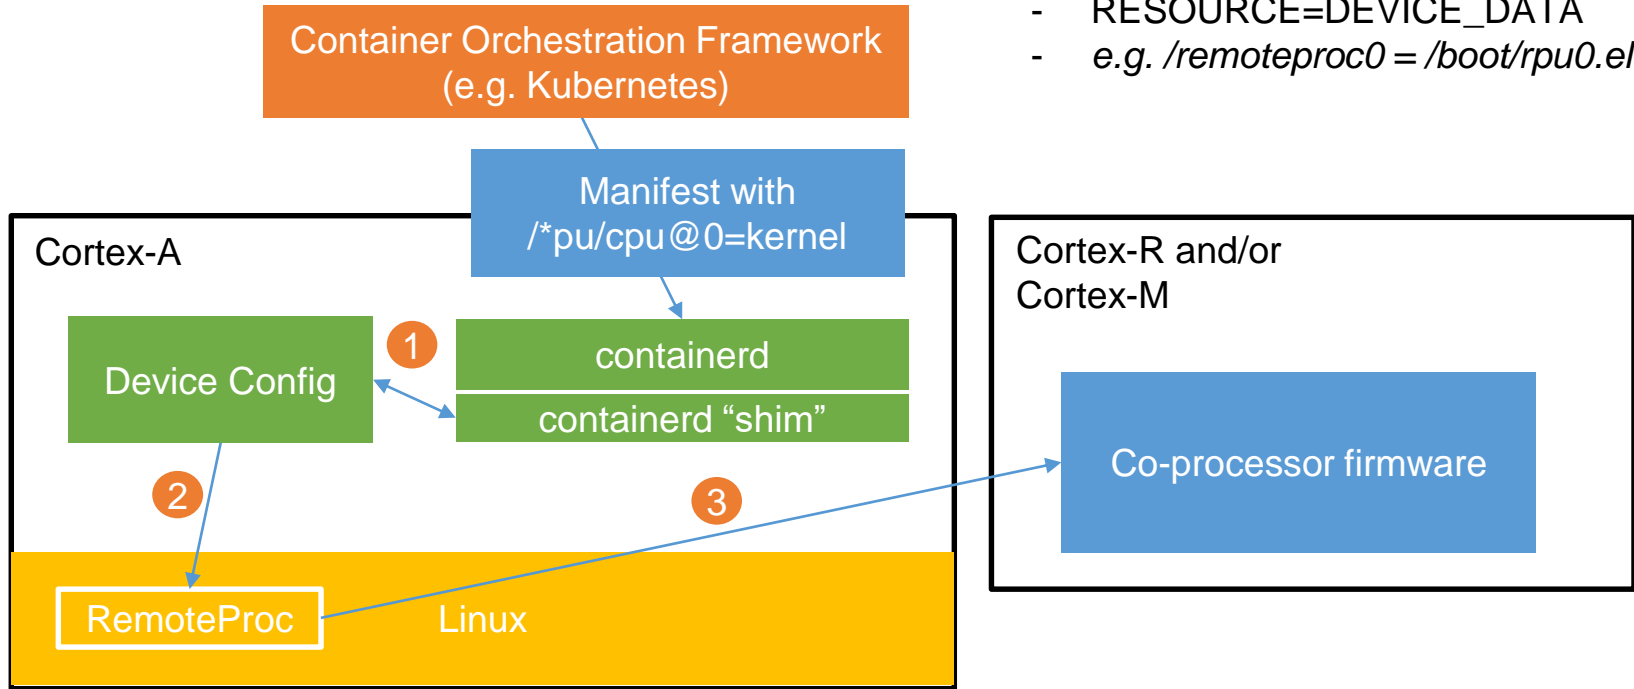 - RESOURCE=DEVICE_DATA
- e.g. /remoteproc0 = /boot/rpu0.el
Container Orchestration Framework
(e.g. Kubernetes)
Manifest with
/*pu/cpu@0=kernel
Cortex-A
Cortex-R and/or
Cortex-M
1
containerd
Device Config
containerd “shim”
Co-processor firmware
2
3
RemoteProc
Linux